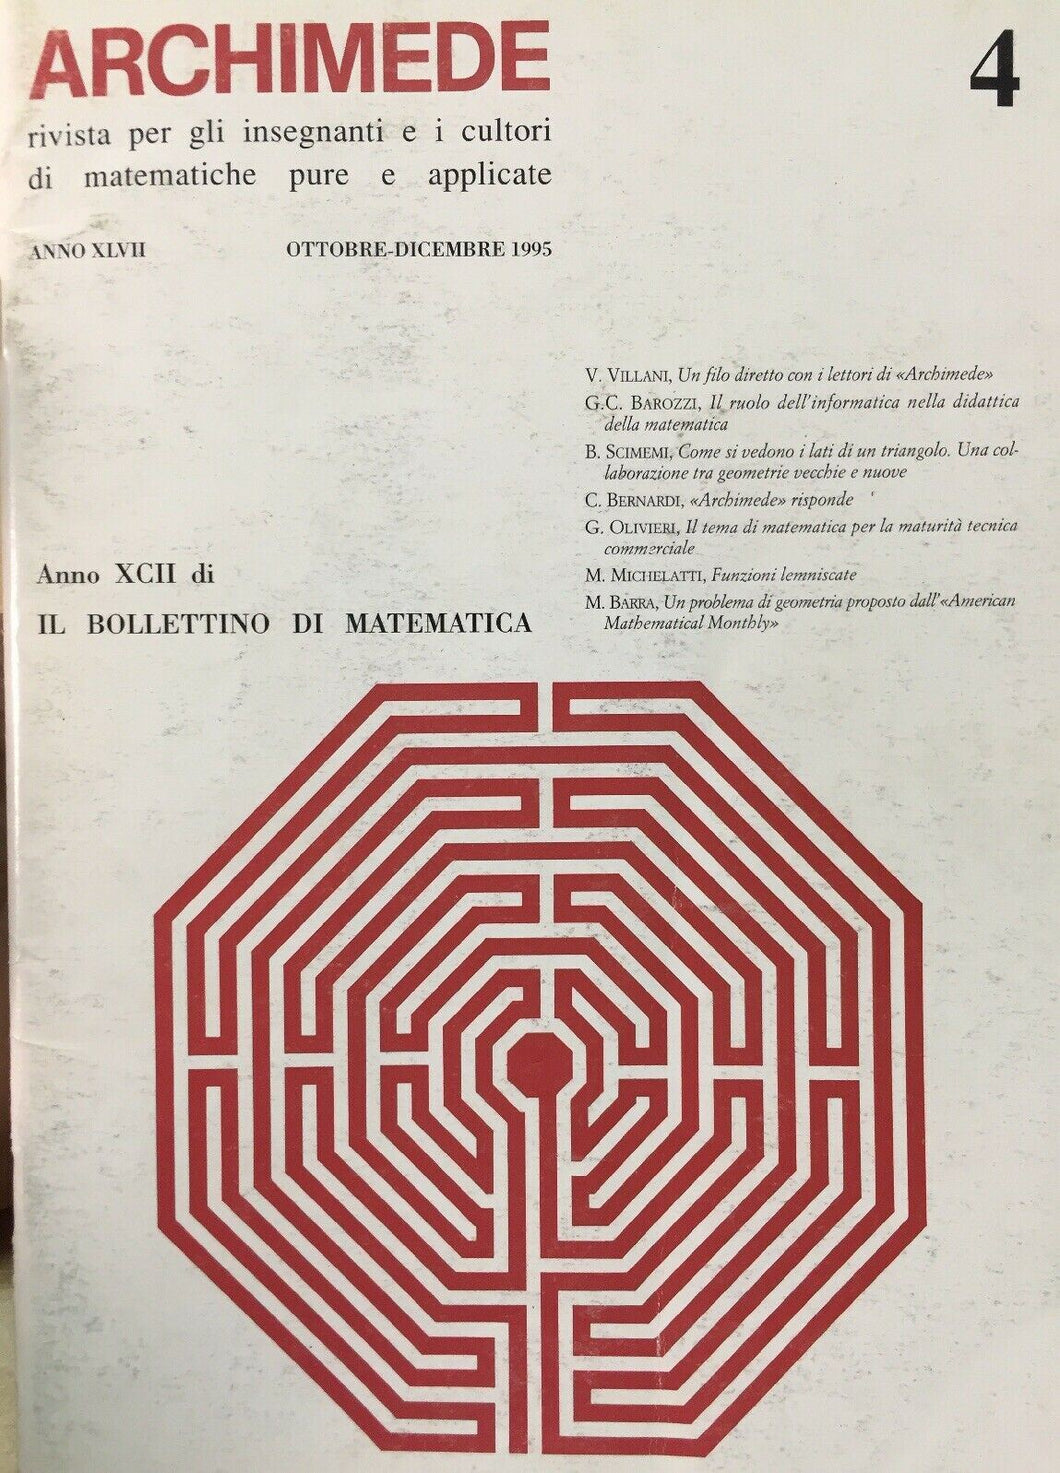 ARCHIMEDE
4
rivista per gli insegnanti e i cultori
di matematiche pure e applicate
ANNO XLVII OTTOBRE-DICEMBRE 1995
V. VILLANI, Un filo diretto con i lettori di «Archimede»
G.C. BAROZZI, Il ruolo dell'informatica nella didattica
della matematica
B. SCIMEMI, Come si vedono i lati di un triangolo. Una col-
laborazione tra geometrie vecchie e nuove
C. BERNARDI, «Archimede» risponde
G. OLIVIERI, Il tema di matematica per la maturità tecnica
commerciale
M. MICHELATTI, Funzioni lemniscate
M. BARRA, Un problema di geometria proposto dall'«American
Mathematical Monthly»
Anno XCII di
IL BOLLETTINO DI MATEMATICA